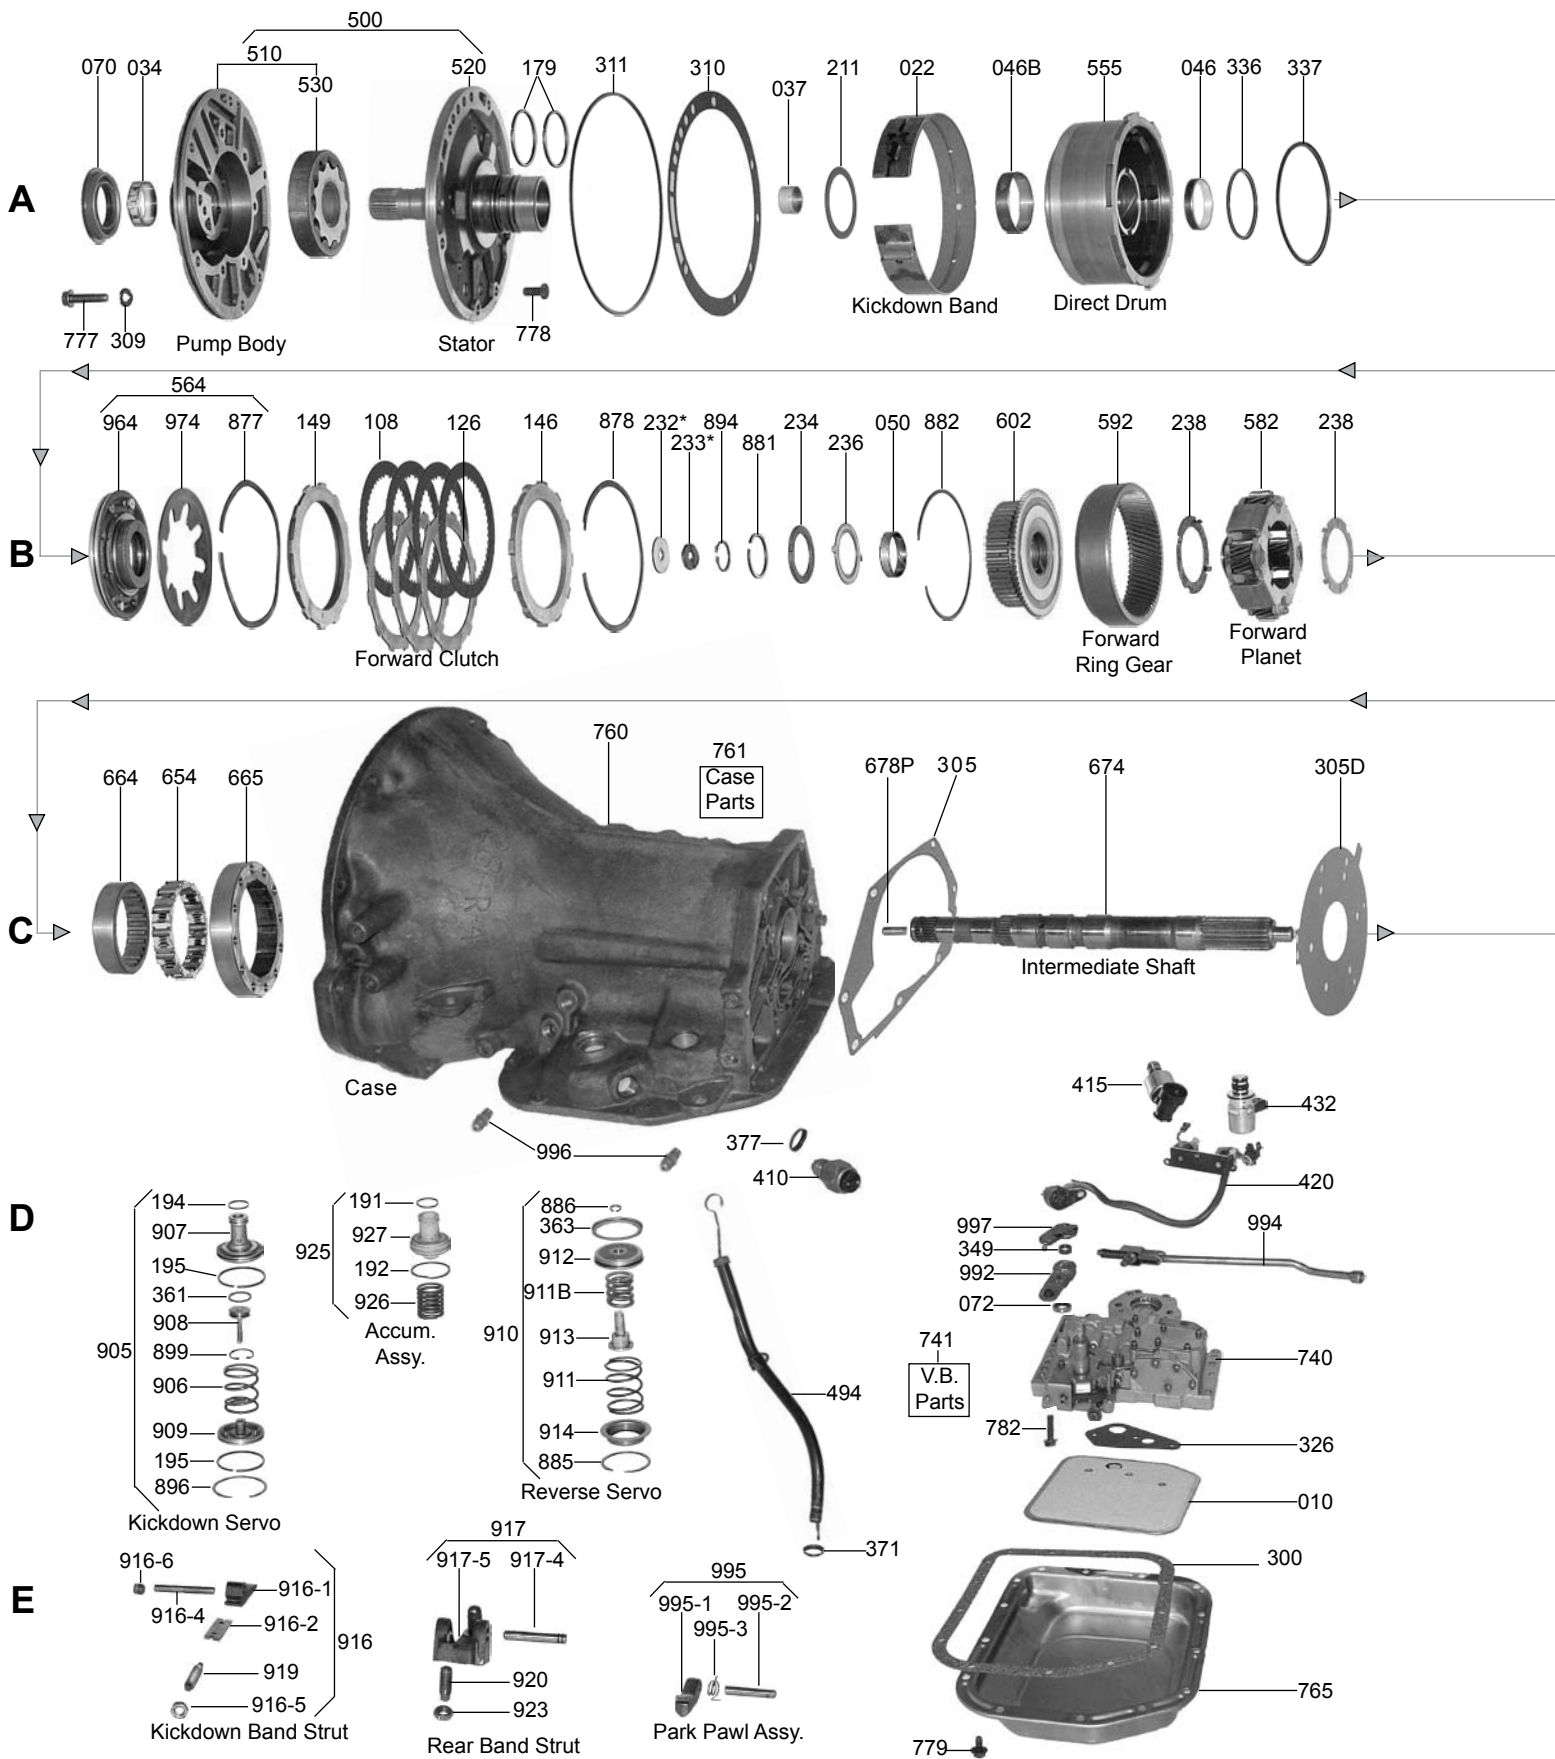 500
510
070 034
530
520 179 311 310
037
211 022 046B 555 046 336 337
A
777 309
Pump Body
Stator
778
Kickdown Band
Direct Drum
564
964 974 877 149 108 126 146 878 232* 894
233* 881
234
236
050 882 602 592 238 582 238
B
Forward Clutch
Forward
Ring Gear
Forward
Planet
760
761
Case
Parts
664 654 665
678P 305 674 305D
C
Intermediate Shaft
Case
415
432
996
377
410
420
D
194
907
195
361
908
899
906
909
195
896
905
Kickdown Servo
191
927
192
926
925
Accum.
Assy.
886
363
912
911B
913
911
914
885
910
Reverse Servo
494
371
997
349
992
072
994
741
V.B.
Parts
740
782
326
010
300
765
779
E
916-6
916-1
916-4
916-2
916
919
916-5
Kickdown Band Strut
917
917-5 917-4
920
923
Rear Band Strut
995
995-1 995-2
995-3
Park Pawl Assy.